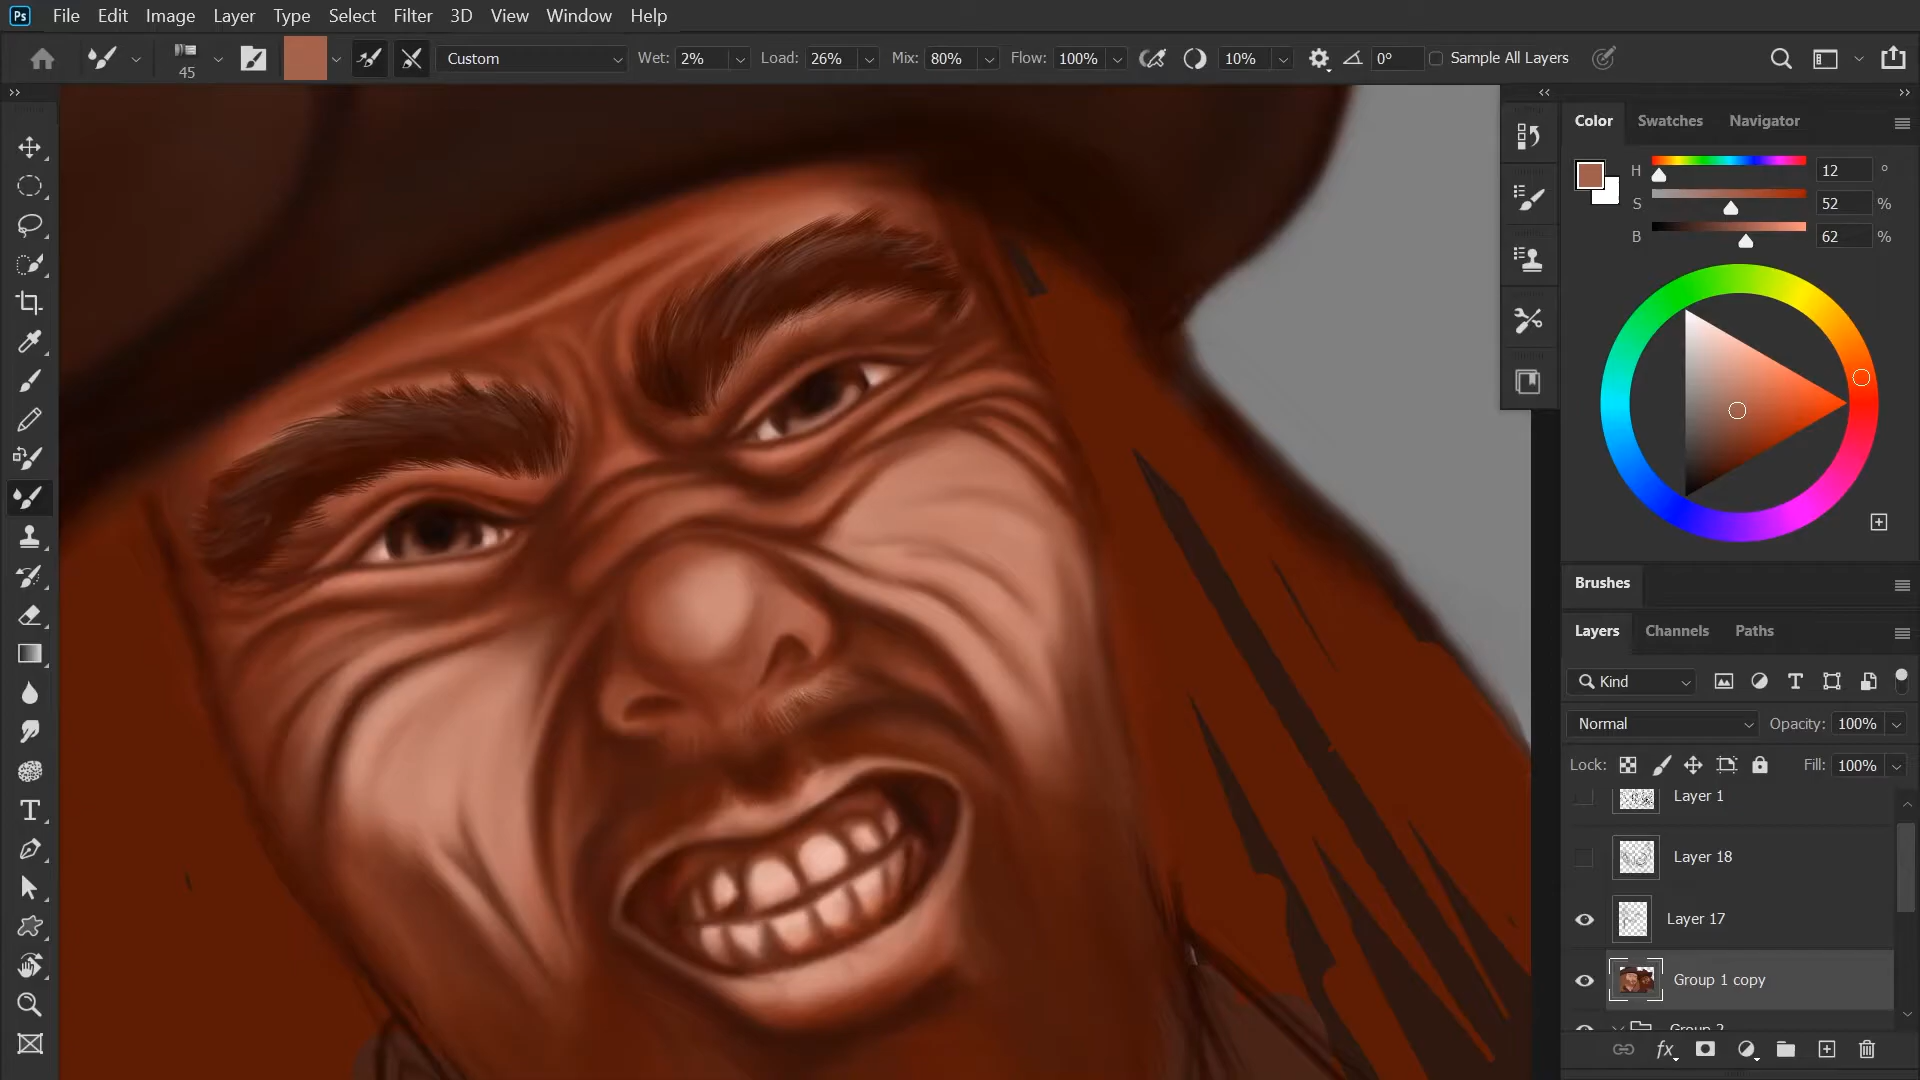 Ps File Edit Image Layer Type Select Filter 3D View Window Help
45 Custom Wet: 2% Load: 26% Mix: 80% Flow: 100% 10% 0° Sample All Layers
Color Swatches Navigator
H 12 °
S 52 %
B 62 %
Brushes
Layers Channels Paths
Kind
Normal Opacity: 100%
Lock: Fill: 100%
Layer 1
Layer 18
Layer 17
Group 1 copy
Group 2